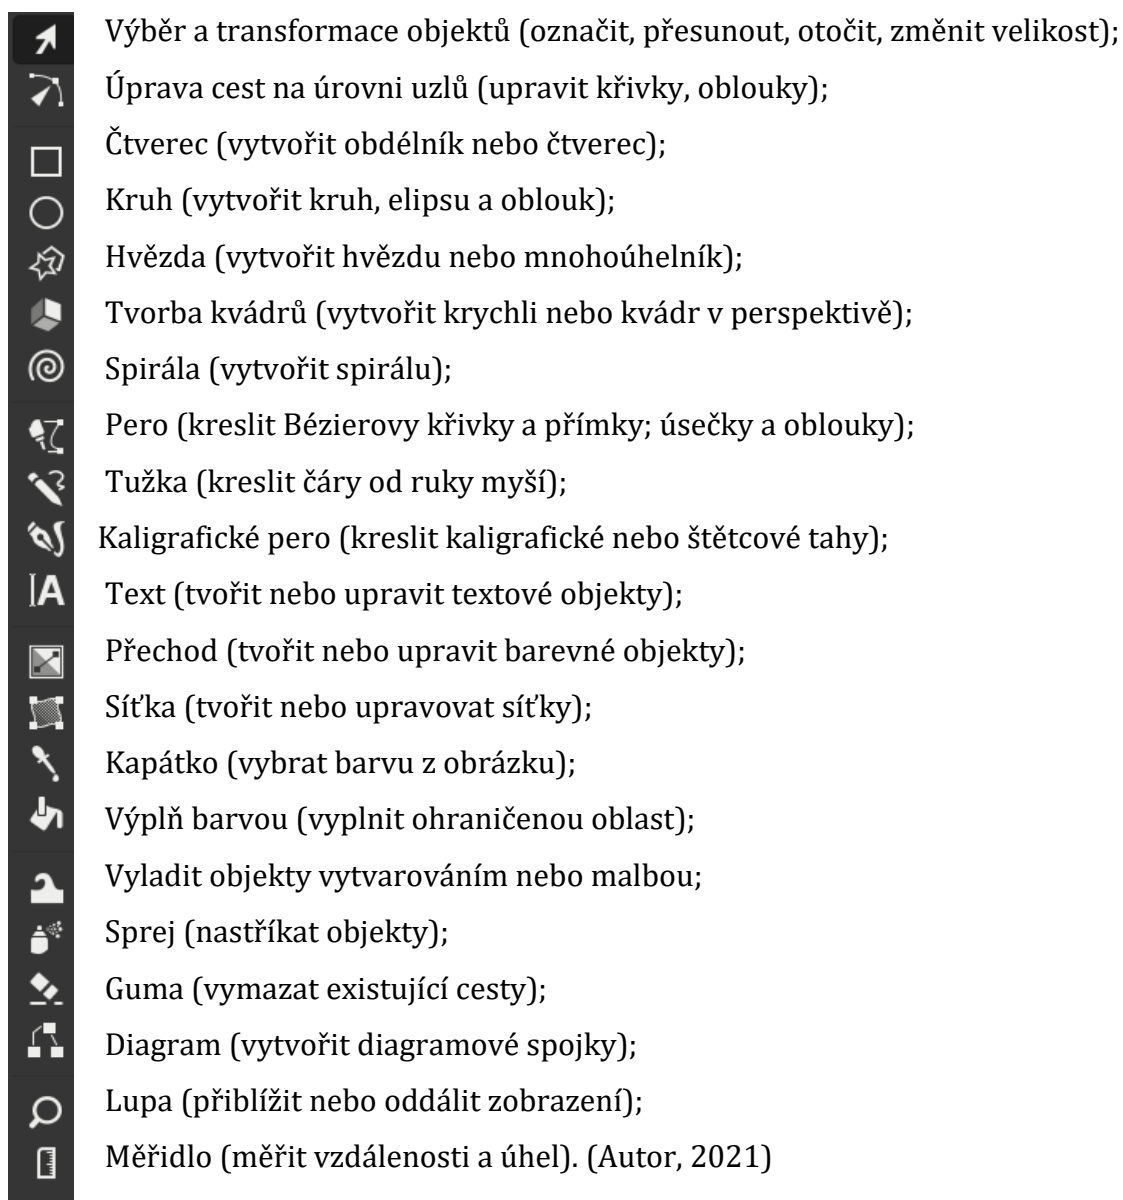 Výběr a transformace objektů (označit, přesunout, otočit, změnit velikost);
Úprava cest na úrovni uzlů (upravit křivky, oblouky);
Čtverec (vytvořit obdélník nebo čtverec);
Kruh (vytvořit kruh, elipsu a oblouk);
Hvězda (vytvořit hvězdu nebo mnohoúhelník);
Tvorba kvádrů (vytvořit krychli nebo kvádr v perspektivě);
Spirála (vytvořit spirálu);
Pero (kreslit Bézierovy křivky a přímky; úsečky a oblouky);
Tužka (kreslit čáry od ruky myší);
Kaligrafické pero (kreslit kaligrafické nebo štětcové tahy);
Text (tvořit nebo upravit textové objekty);
Přechod (tvořit nebo upravit barevné objekty);
Síťka (tvořit nebo upravovat síťky);
Kapátko (vybrat barvu z obrázku);
Výplň barvou (vyplnit ohraničenou oblast);
Vyladit objekty vytvarováním nebo malbou;
Sprej (nastříkat objekty);
Guma (vymazat existující cesty);
Diagram (vytvořit diagramové spojky);
Lupa (přiblížit nebo oddálit zobrazení);
Měřidlo (měřit vzdálenosti a úhel). (Autor, 2021)